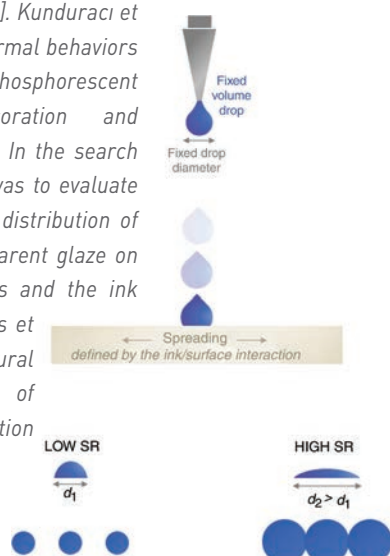 ]. Kunduracı et
rmal behaviors
hosphorescent
oration and
In the search
was to evaluate
distribution of
arent glaze on
s and the ink
s et
ural
of
tion
Fixed
volume
drop
Fixed drop
diameter
Spreading
defined by the ink/surface interaction
LOW SR
d₁
HIGH SR
d₂ > d₁